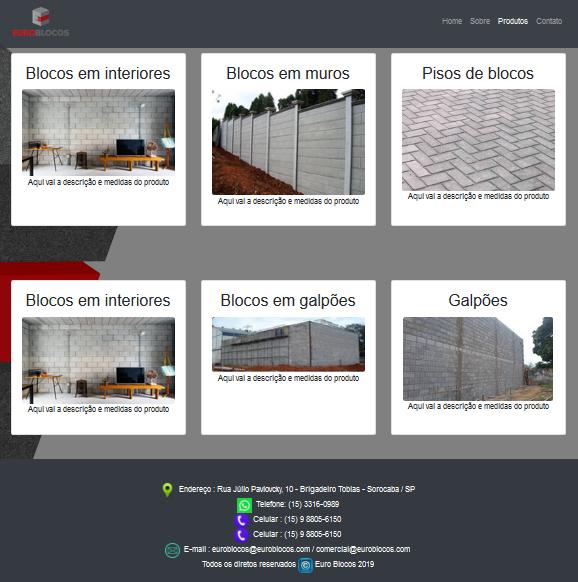 EUROBLOCOS
Home Sobre Produtos Contato
Blocos em interiores
Aqui vai a descrição e medidas do produto
Blocos em muros
Aqui vai a descrição e medidas do produto
Pisos de blocos
Aqui vai a descrição e medidas do produto
Blocos em interiores
Aqui vai a descrição e medidas do produto
Blocos em galpões
Aqui vai a descrição e medidas do produto
Galpões
Aqui vai a descrição e medidas do produto
Endereço : Rua Júlio Pavlovcky, 10 - Brigadeiro Tobias - Sorocaba / SP
Telefone: (15) 3316-0989
Celular : (15) 9 8805-6150
Celular : (15) 9 8805-6150
E-mail : euroblocos@euroblocos.com / comercial@euroblocos.com
Todos os diretos reservados © Euro Blocos 2019